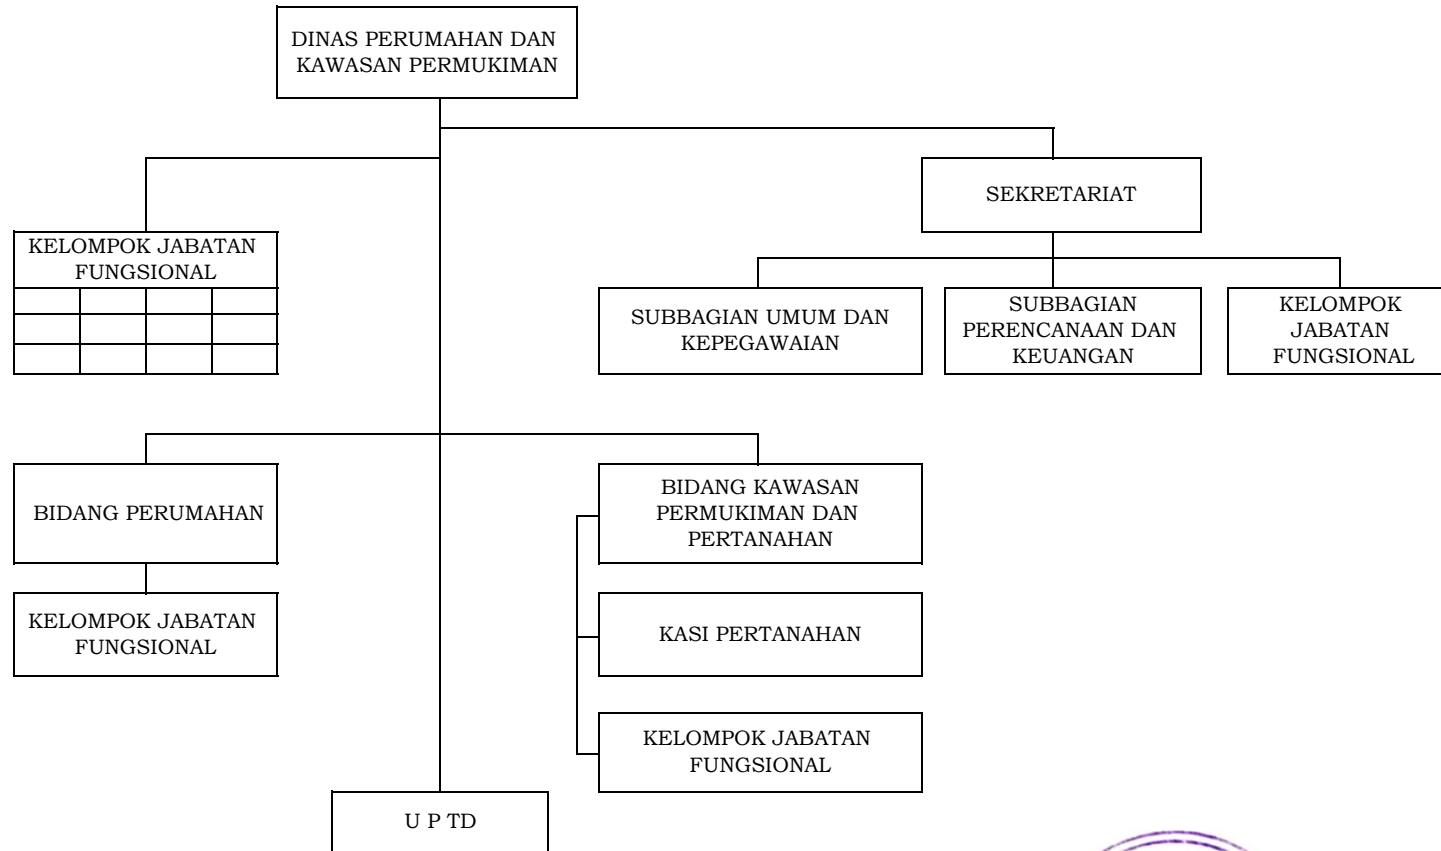 DINAS PERUMAHAN DAN
KAWASAN PERMUKIMAN
SEKRETARIAT
KELOMPOK JABATAN
FUNGSIONAL
SUBBAGIAN UMUM DAN
KEPEGAWAIAN
SUBBAGIAN
PERENCANAAN DAN
KEUANGAN
KELOMPOK
JABATAN
FUNGSIONAL
BIDANG PERUMAHAN
BIDANG KAWASAN
PERMUKIMAN DAN
PERTANAHAN
KELOMPOK JABATAN
FUNGSIONAL
KASI PERTANAHAN
KELOMPOK JABATAN
FUNGSIONAL
U P TD